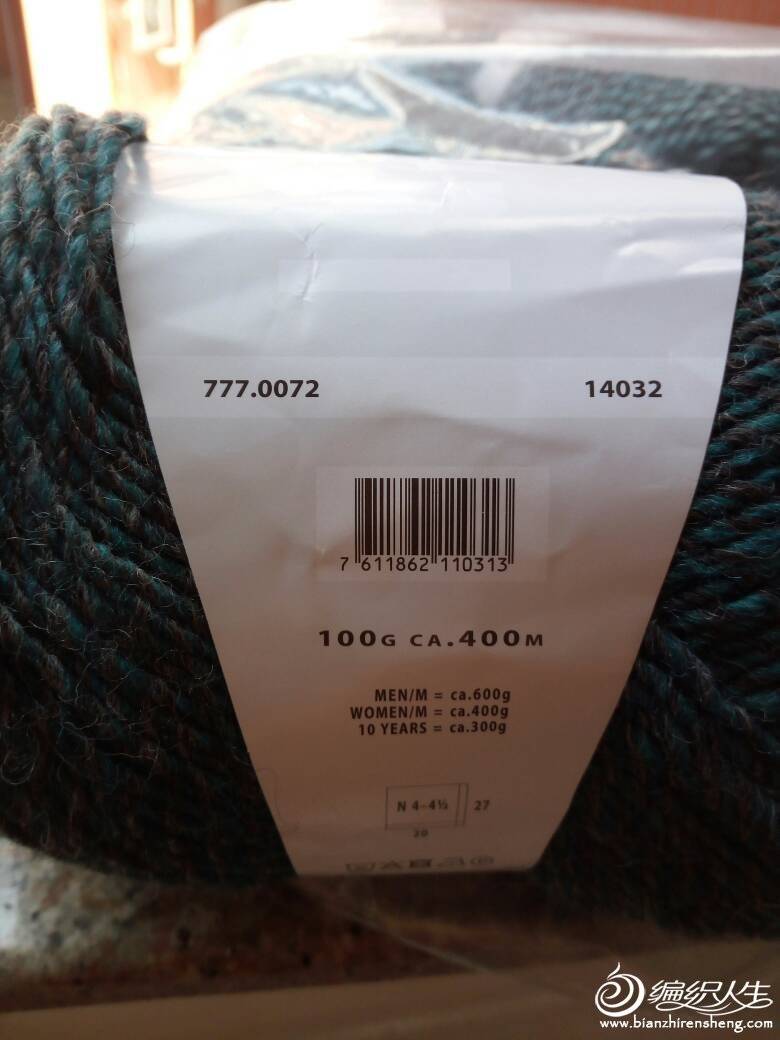 777.0072 14032
7 611862 110313
100G CA.400M
MEN/M = ca.600g
WOMEN/M = ca.400g
10 YEARS = ca.300g
N 4-4½ 27
20
编织人生
www.bianzhirensheng.com